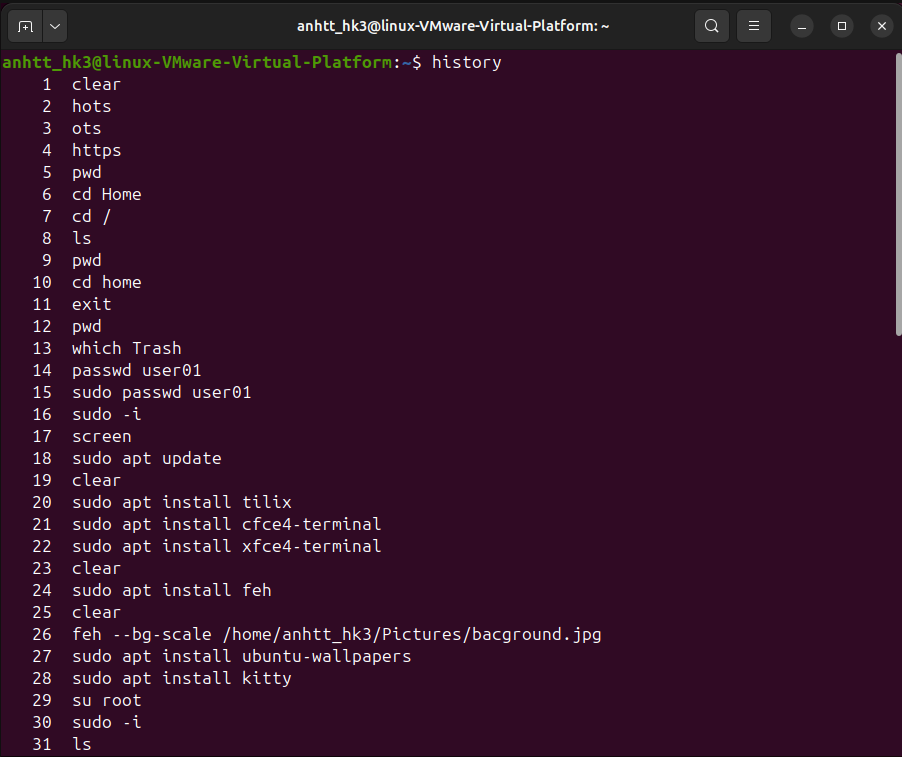 anhtt_hk3@linux-VMware-Virtual-Platform: ~
anhtt_hk3@linux-VMware-Virtual-Platform:~$ history
1 clear
2 hots
3 ots
4 https
5 pwd
6 cd Home
7 cd /
8 ls
9 pwd
10 cd home
11 exit
12 pwd
13 which Trash
14 passwd user01
15 sudo passwd user01
16 sudo -i
17 screen
18 sudo apt update
19 clear
20 sudo apt install tilix
21 sudo apt install cfce4-terminal
22 sudo apt install xfce4-terminal
23 clear
24 sudo apt install feh
25 clear
26 feh --bg-scale /home/anhtt_hk3/Pictures/bacground.jpg
27 sudo apt install ubuntu-wallpapers
28 sudo apt install kitty
29 su root
30 sudo -i
31 ls